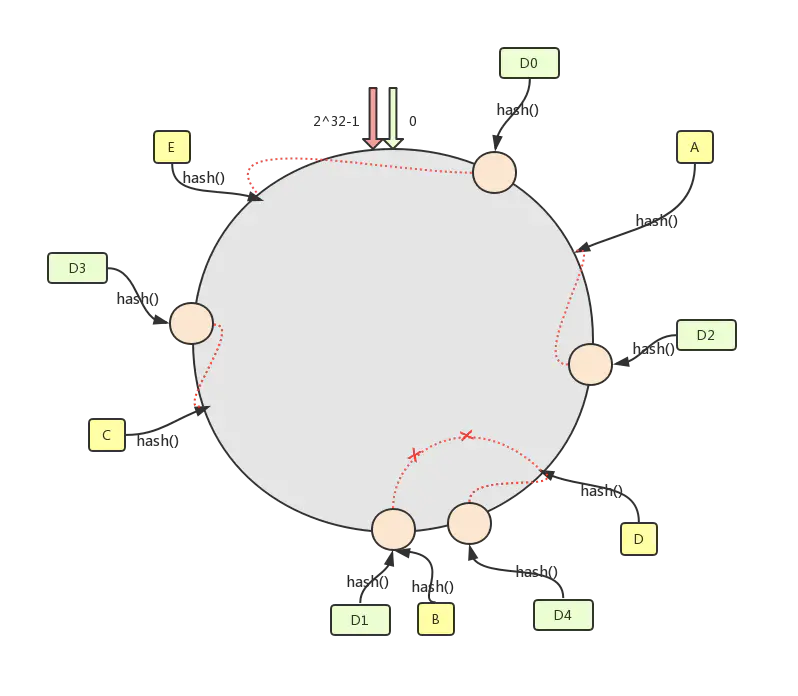 D0
hash()
2^32-1
0
E
A
hash()
hash()
D3
hash()
D2
hash()
C
hash()
hash()
D
hash()
hash()
hash()
D1
B
D4